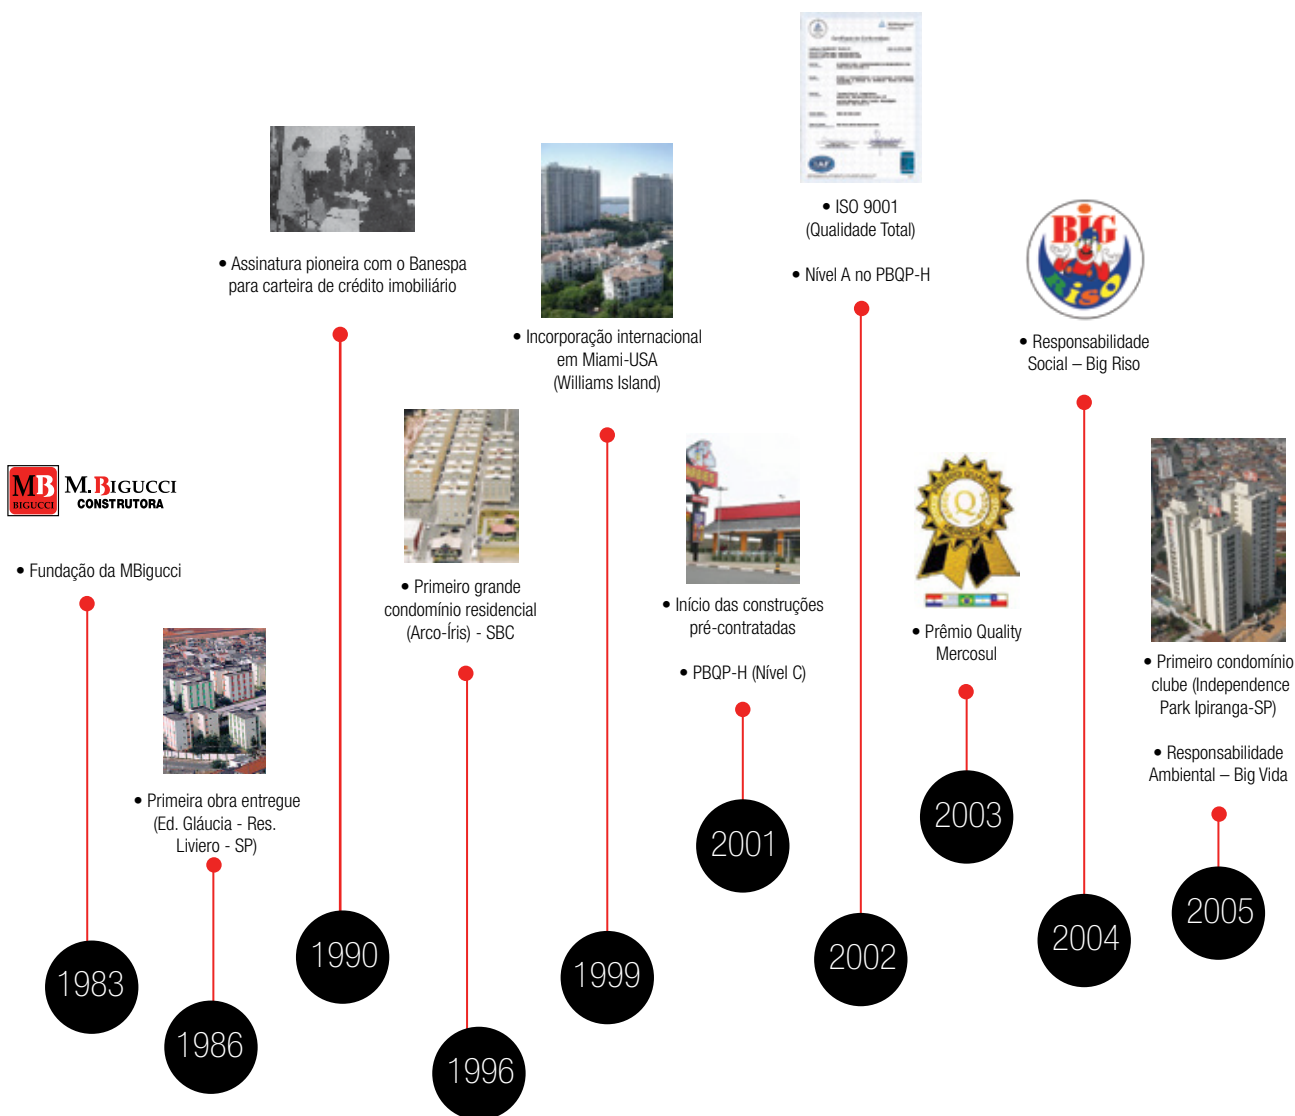 MB
BIGUCCI
M.BIGUCCI
CONSTRUTORA
• Fundação da MBigucci
1983
• Primeira obra entregue
(Ed. Gláucia - Res.
Liviero - SP)
1986
• Assinatura pioneira com o Banespa
para carteira de crédito imobiliário
1990
• Primeiro grande
condomínio residencial
(Arco-Íris) - SBC
1996
• Incorporação internacional
em Miami-USA
(Williams Island)
1999
• Início das construções
pré-contratadas
• PBQP-H (Nível C)
2001
• ISO 9001
(Qualidade Total)
• Nível A no PBQP-H
2002
Q
• Prêmio Quality
Mercosul
2003
BiG
RisO
• Responsabilidade
Social – Big Riso
2004
• Primeiro condomínio
clube (Independence
Park Ipiranga-SP)
• Responsabilidade
Ambiental – Big Vida
2005